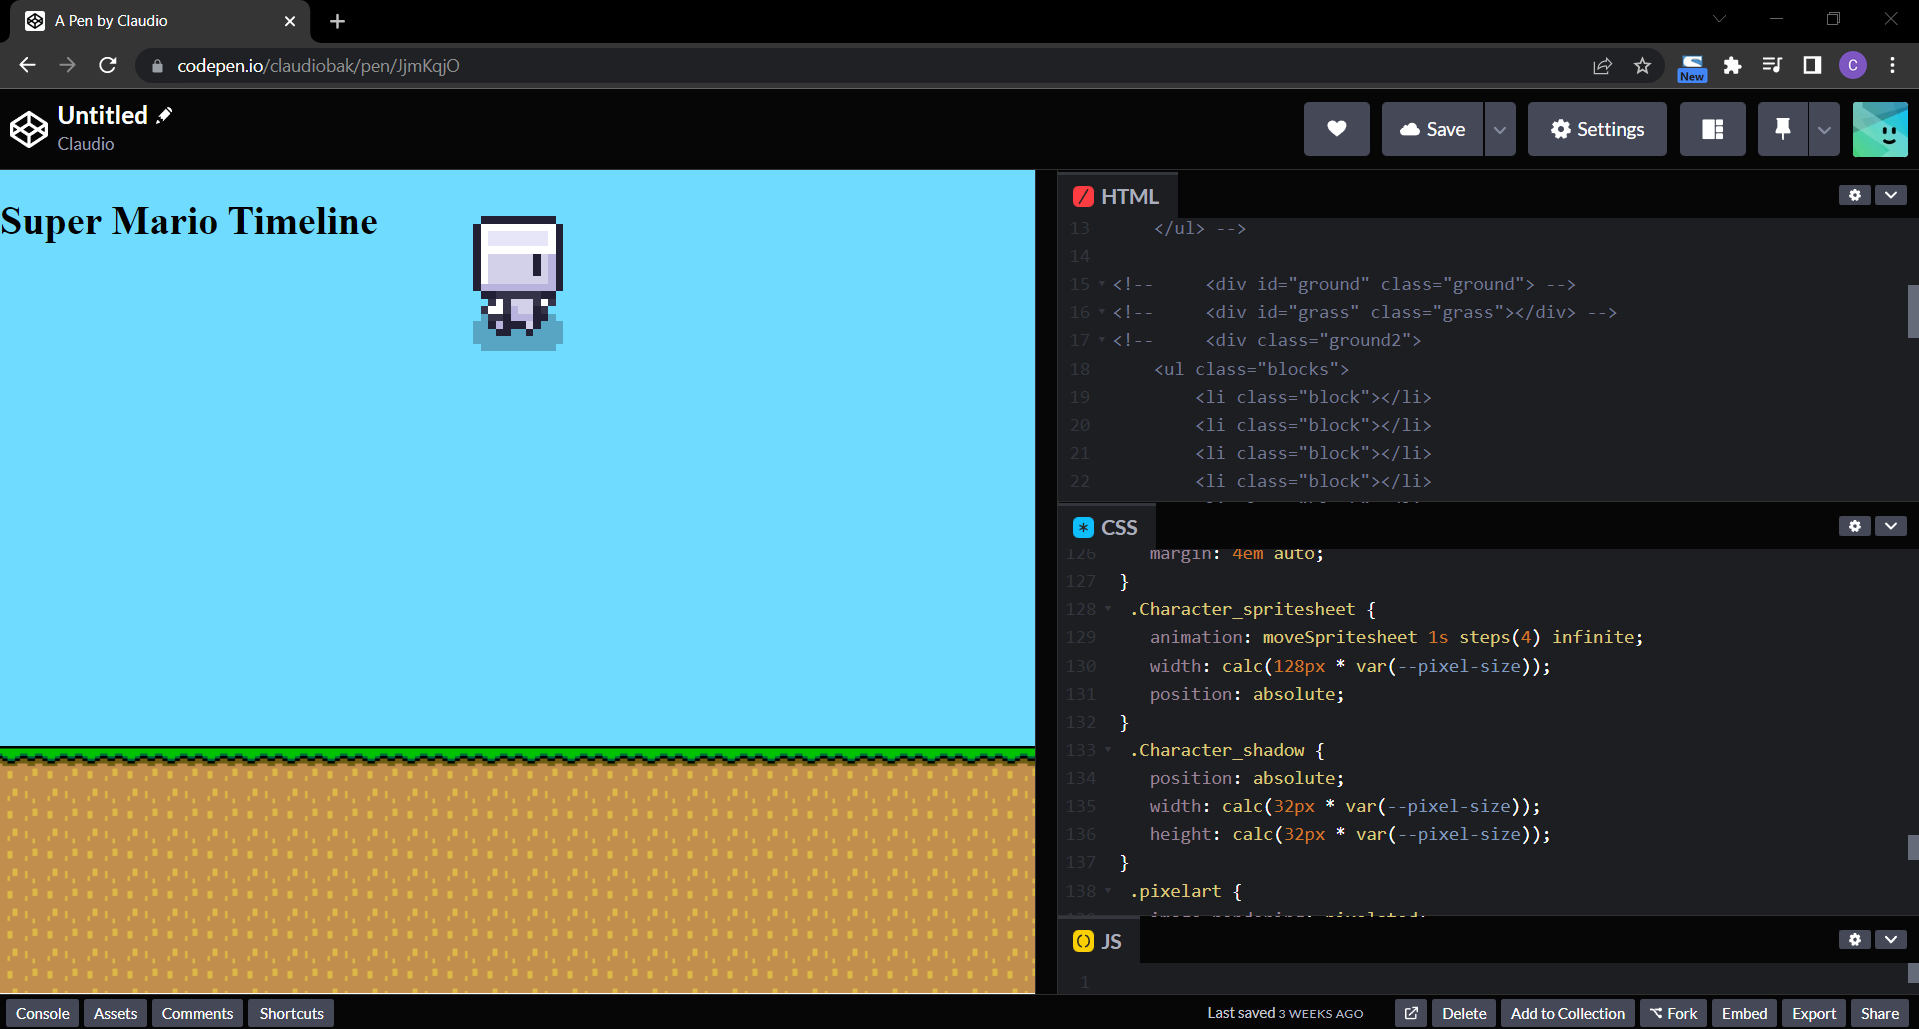 A Pen by Claudio
codepen.io/claudiobak/pen/JjmKqjO
New
C
Untitled
Claudio
Save
Settings
Super Mario Timeline
HTML
13 </ul> -->
14
15 <!-- <div id="ground" class="ground"> -->
16 <!-- <div id="grass" class="grass"></div> -->
17 <!-- <div class="ground2">
18 <ul class="blocks">
19 <li class="block"></li>
20 <li class="block"></li>
21 <li class="block"></li>
22 <li class="block"></li>
CSS
126 margin: 4em auto;
127 }
128 .Character_spritesheet {
129 animation: moveSpritesheet 1s steps(4) infinite;
130 width: calc(128px * var(--pixel-size));
131 position: absolute;
132 }
133 .Character_shadow {
134 position: absolute;
135 width: calc(32px * var(--pixel-size));
136 height: calc(32px * var(--pixel-size));
137 }
138 .pixelart {
JS
1
Console
Assets
Comments
Shortcuts
Last saved 3 WEEKS AGO
Delete
Add to Collection
Fork
Embed
Export
Share